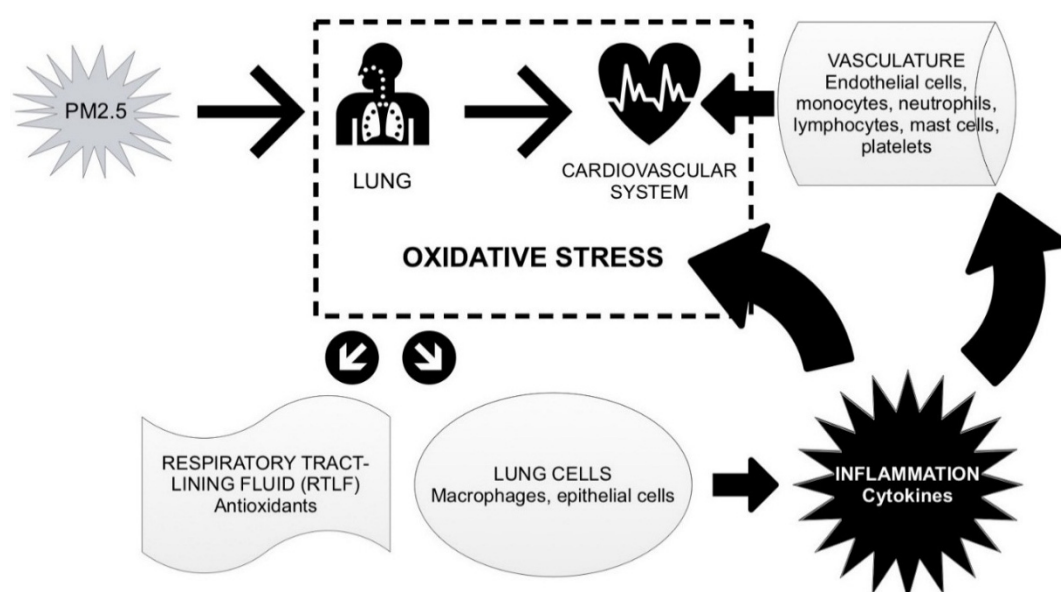 PM2.5
LUNG
CARDIOVASCULAR
SYSTEM
VASCULATURE
Endothelial cells,
monocytes, neutrophils,
lymphocytes, mast cells,
platelets
OXIDATIVE STRESS
RESPIRATORY TRACT-
LINING FLUID (RTLF)
Antioxidants
LUNG CELLS
Macrophages, epithelial cells
INFLAMMATION
Cytokines